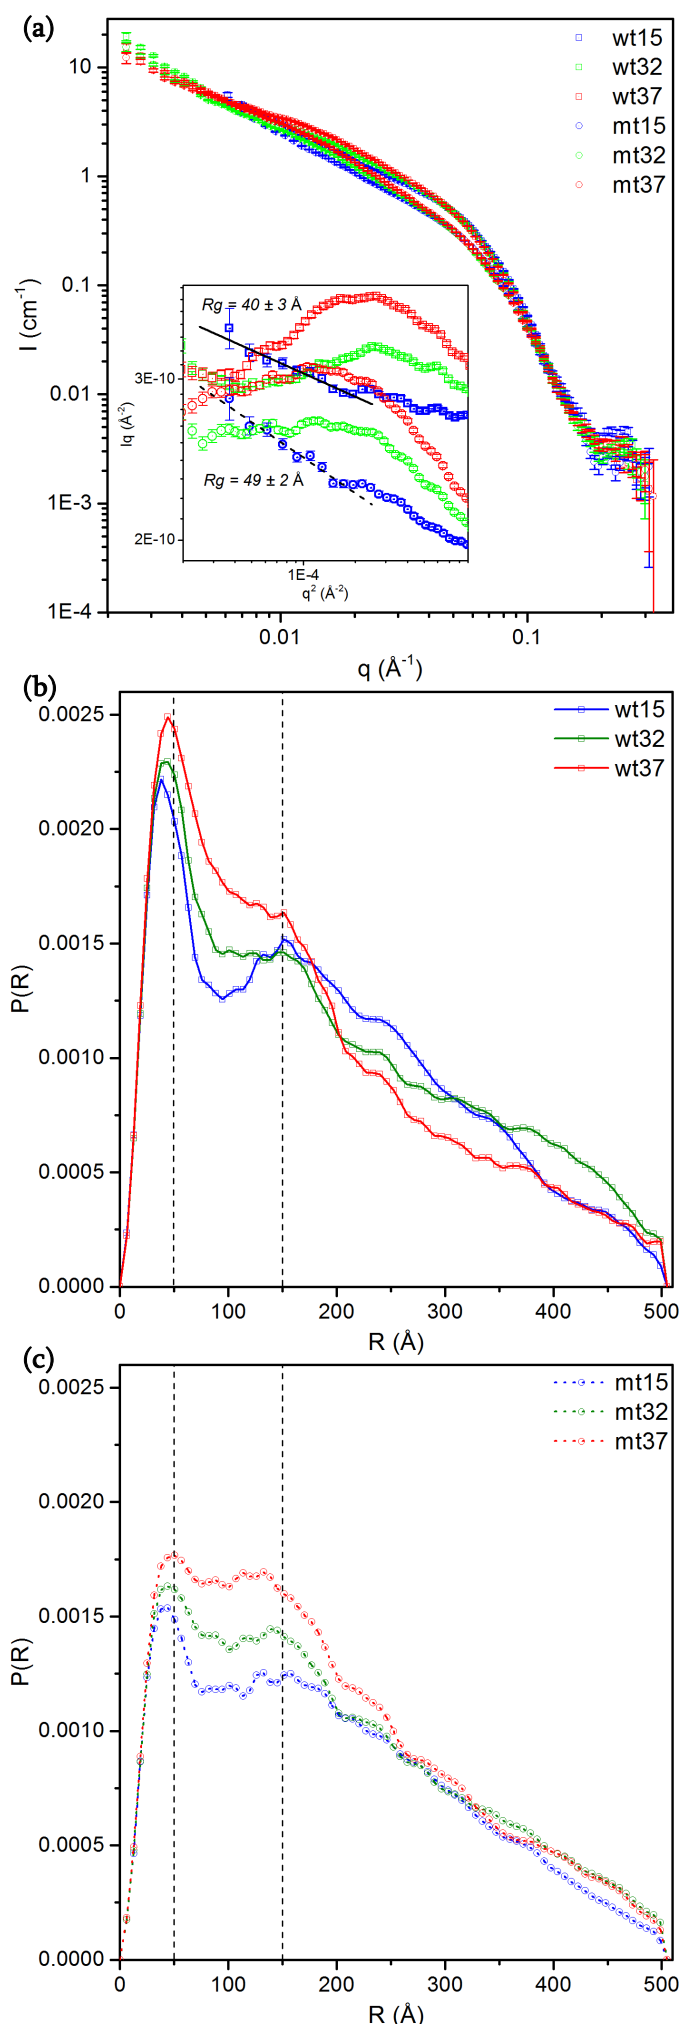 (a)
wt15
wt32
wt37
mt15
mt32
mt37
10
1
0.1
0.01
1E-3
1E-4
I (cm-1)
Rg = 40 ± 3 Å
3E-10
Iq (Å-2)
Rg = 49 ± 2 Å
2E-10
1E-4
q2 (Å-2)
0.01
0.1
q (Å-1)
(b)
wt15
wt32
wt37
0.0025
0.0020
0.0015
0.0010
0.0005
0.0000
P(R)
0
100
200
300
400
500
R (Å)
(c)
mt15
mt32
mt37
0.0025
0.0020
0.0015
0.0010
0.0005
0.0000
P(R)
0
100
200
300
400
500
R (Å)